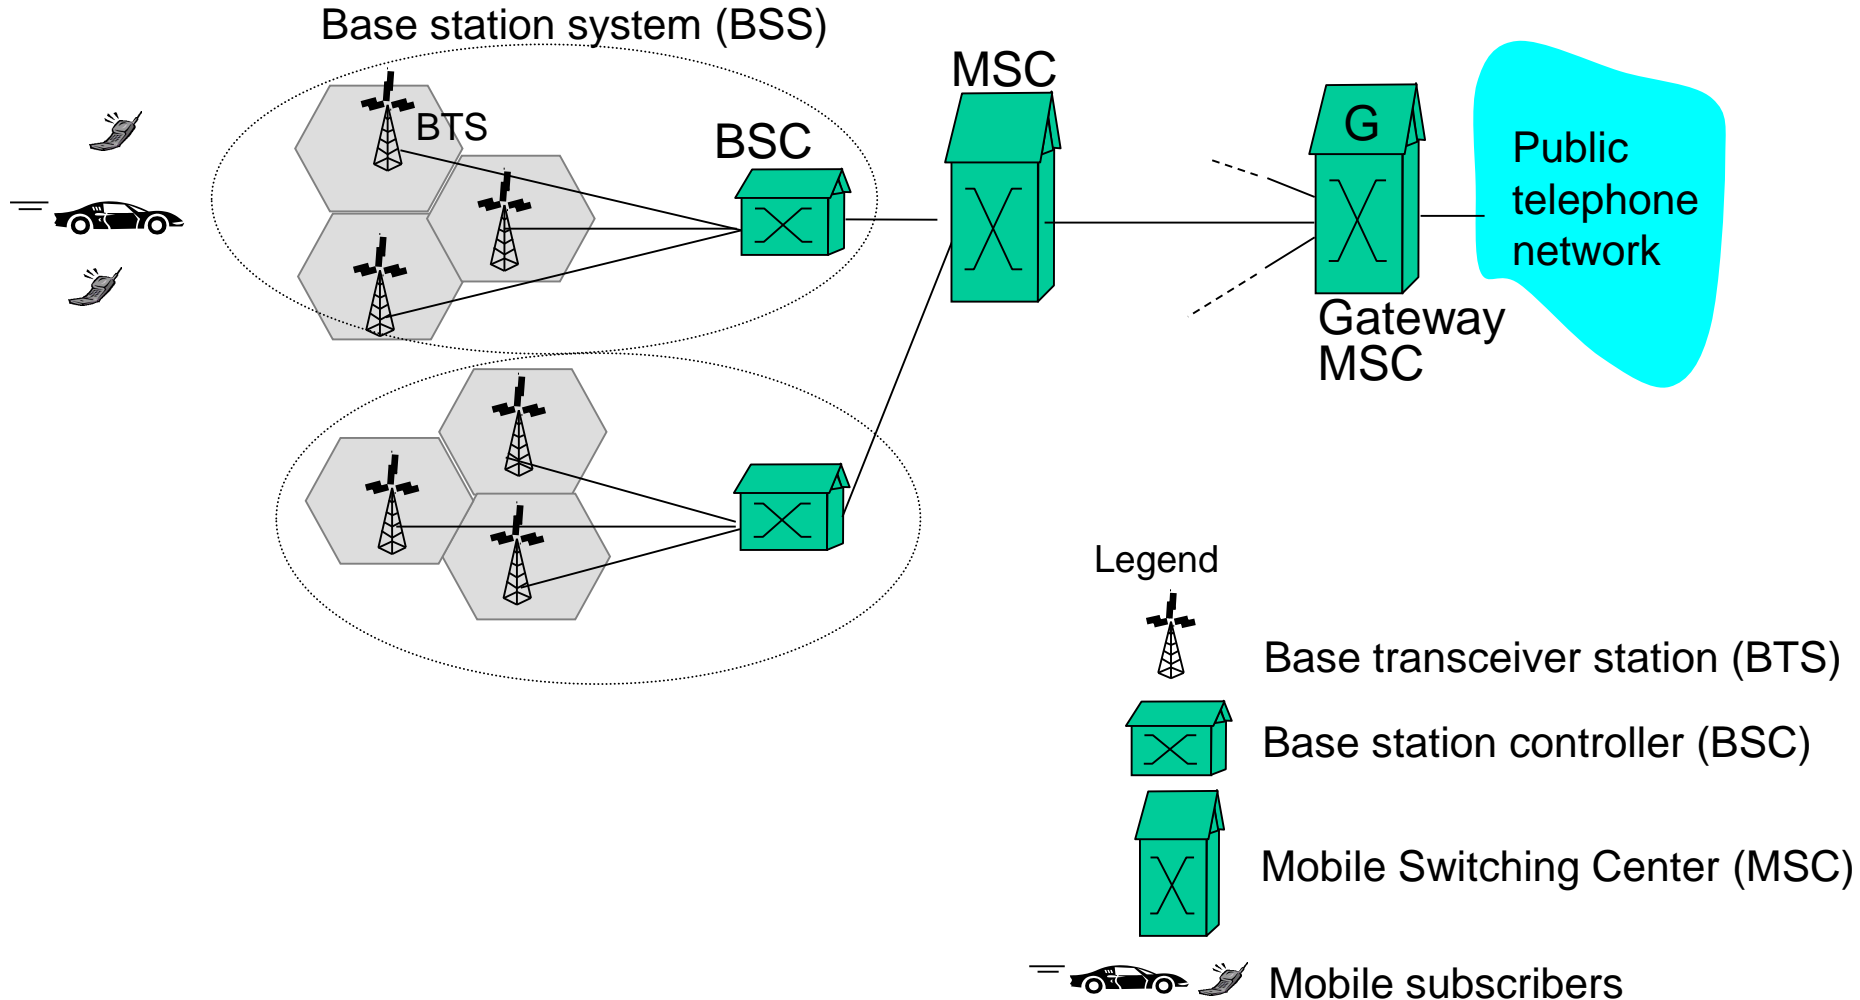 Base station system (BSS)
MSC
BTS
BSC
G
Public
telephone
network
Gateway
MSC
Legend
Base transceiver station (BTS)
Base station controller (BSC)
Mobile Switching Center (MSC)
Mobile subscribers